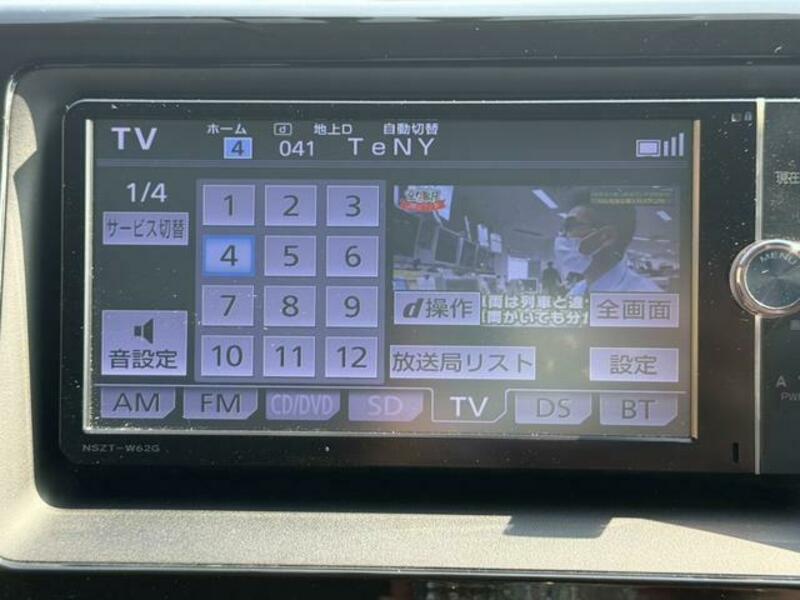 TV
ホーム 地上D 自動切替
4 041 TeNY
1/4
サービス切替
1 2 3
4 5 6
7 8 9
10 11 12
音設定
d操作
全画面
放送局リスト
設定
AM FM CD/DVD SD TV DS BT
NSZT-W62G
現在
MENU
A